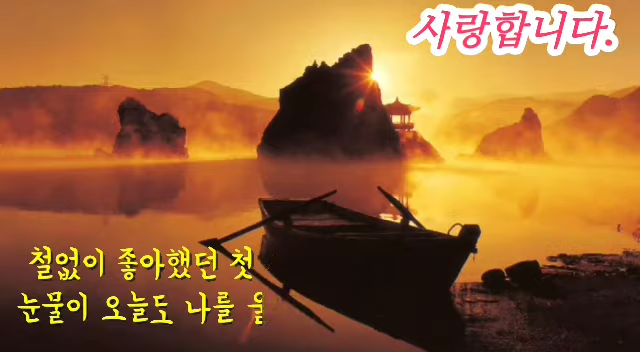 사랑합니다.
철없이 좋아했던 첫
눈물이 오늘도 나를